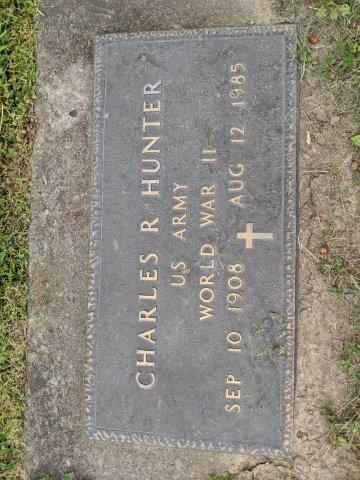 CHARLES R HUNTER
US ARMY
WORLD WAR II
SEP 10 1908 AUG 12 1985